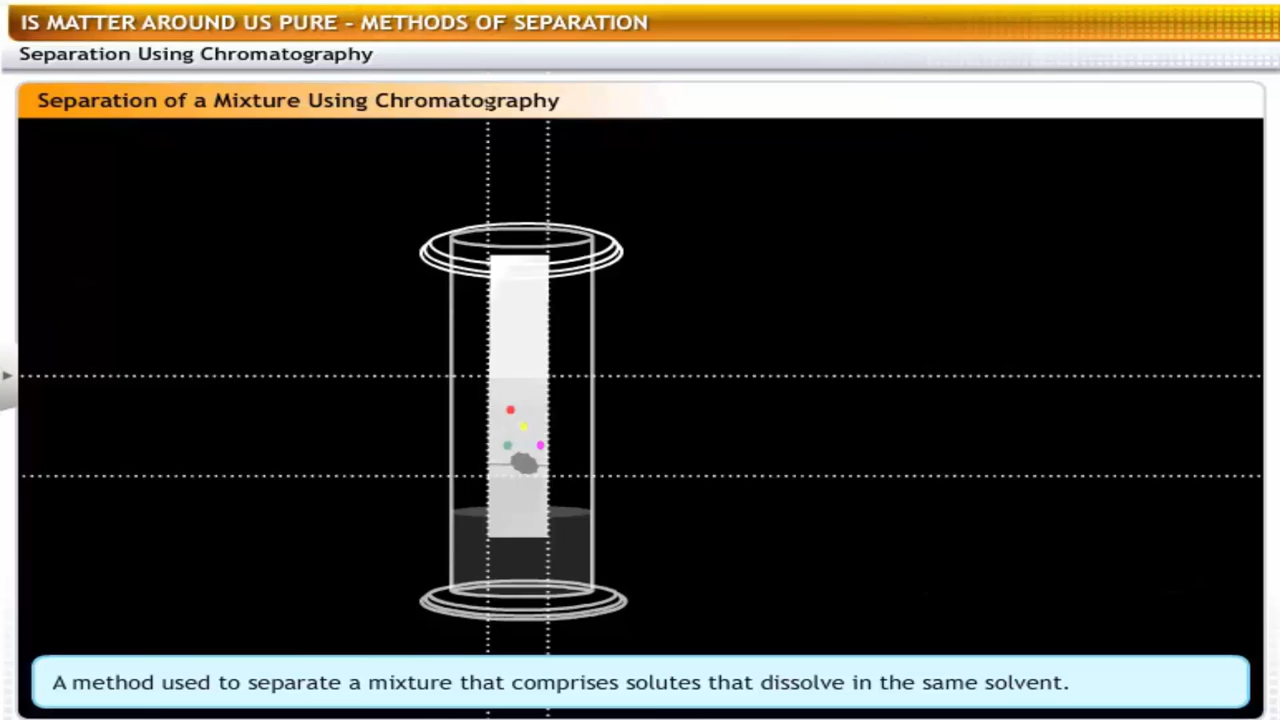 IS MATTER AROUND US PURE - METHODS OF SEPARATION
Separation Using Chromatography
Separation of a Mixture Using Chromatography
A method used to separate a mixture that comprises solutes that dissolve in the same solvent.